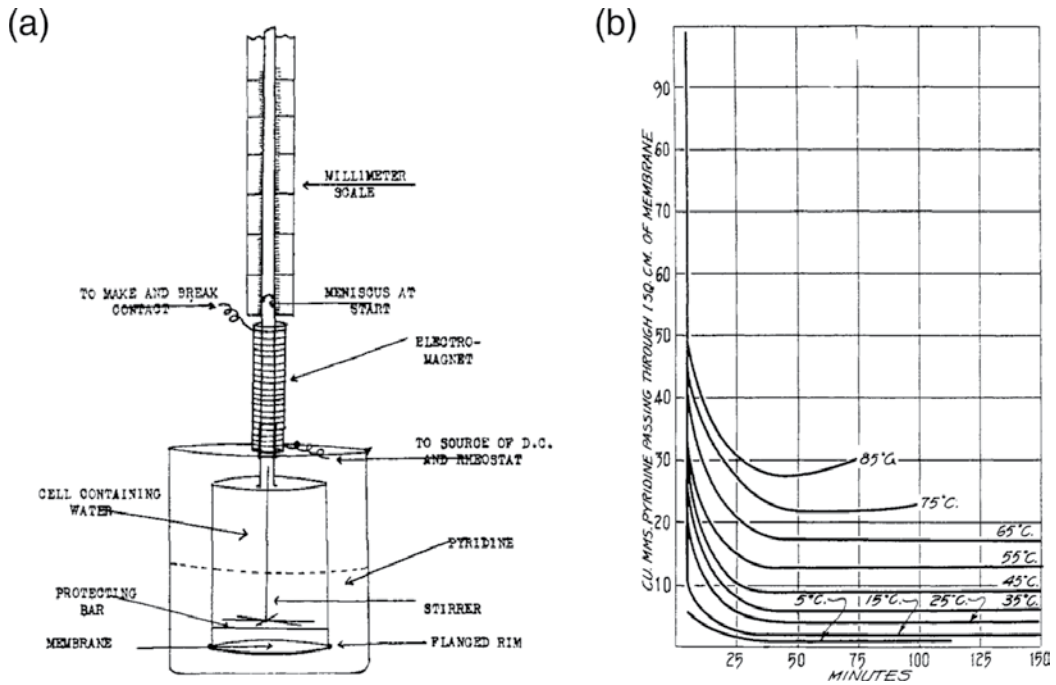 (a)
MILLIMETER
SCALE
TO MAKE AND BREAK
CONTACT
MENISCUS AT
START
ELECTRO-
MAGNET
TO SOURCE OF D.C.
AND RHEOSTAT
CELL CONTAINING
WATER
PYRIDINE
PROTECTING
BAR
STIRRER
MEMBRANE
FLANGED RIM
(b)
CU. MMS. PYRIDINE PASSING THROUGH 1 SQ. CM. OF MEMBRANE
90
80
70
60
50
40
30
20
10
85°C.
75°C.
65°C.
55°C.
45°C.
5°C. 15°C. 25°C. 35°C.
25 50 75 100 125 150
MINUTES